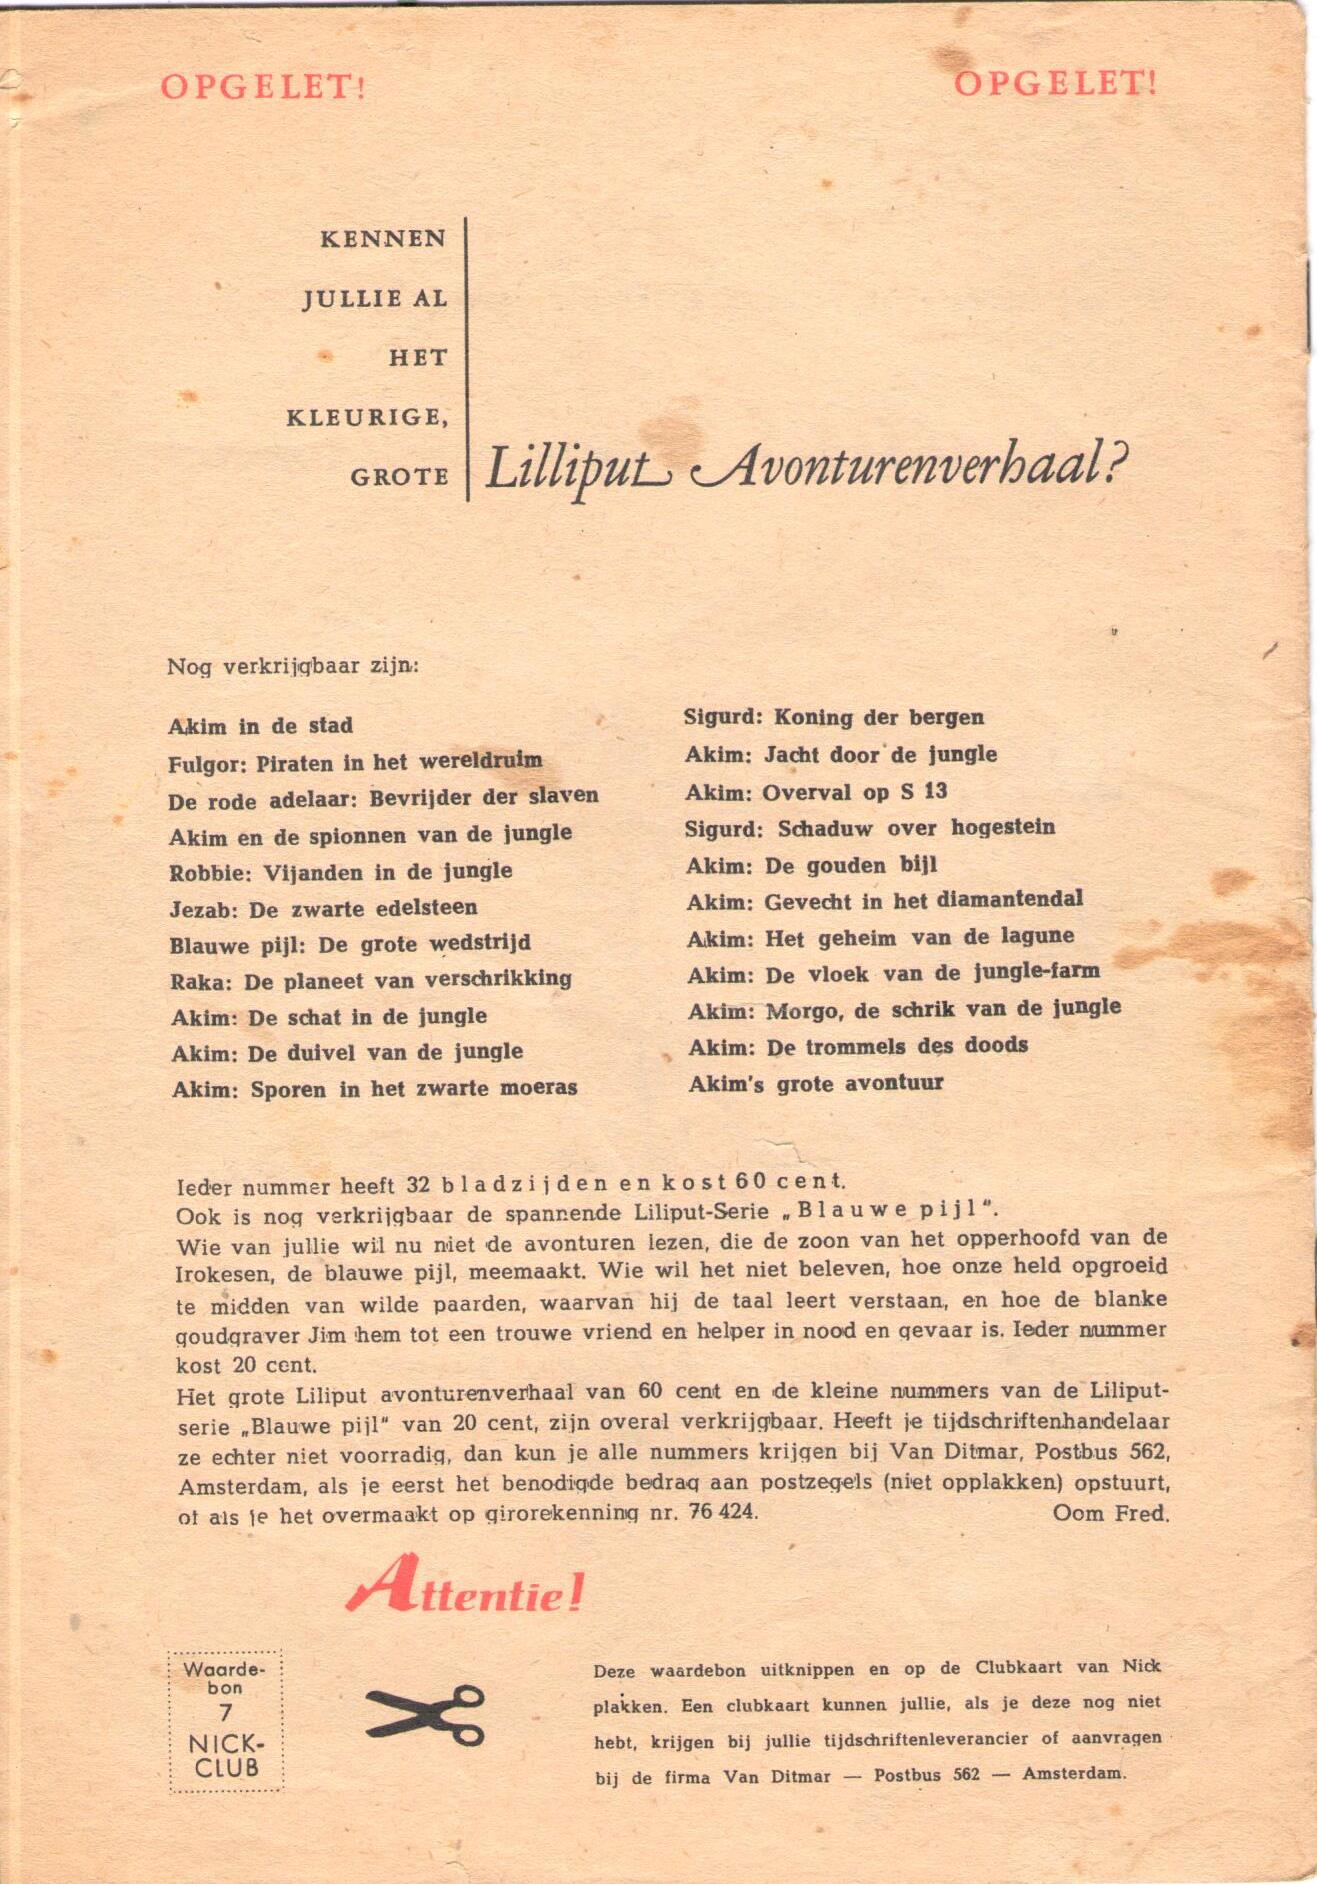 OPGELET!
OPGELET!
KENNEN
JULLIE AL
HET
KLEURIGE,
GROTE
Lilliput Avonturenverhaal?
Nog verkrijgbaar zijn:
Akim in de stad
Fulgor: Piraten in het wereldruim
De rode adelaar: Bevrijder der slaven
Akim en de spionnen van de jungle
Robbie: Vijanden in de jungle
Jezab: De zwarte edelsteen
Blauwe pijl: De grote wedstrijd
Raka: De planeet van verschrikking
Akim: De schat in de jungle
Akim: De duivel van de jungle
Akim: Sporen in het zwarte moeras
Sigurd: Koning der bergen
Akim: Jacht door de jungle
Akim: Overval op S 13
Sigurd: Schaduw over hogestein
Akim: De gouden bijl
Akim: Gevecht in het diamantendal
Akim: Het geheim van de lagune
Akim: De vloek van de jungle-farm
Akim: Morgo, de schrik van de jungle
Akim: De trommels des doods
Akim's grote avontuur
Ieder nummer heeft 32 bladzijden en kost 60 cent.
Ook is nog verkrijgbaar de spannende Liliput-Serie „Blauwe pijl“.
Wie van jullie wil nu niet de avonturen lezen, die de zoon van het opperhoofd van de
Irokesen, de blauwe pijl, meemaakt. Wie wil het niet beleven, hoe onze held opgroeid
te midden van wilde paarden, waarvan hij de taal leert verstaan, en hoe de blanke
goudgraver Jim hem tot een trouwe vriend en helper in nood en gevaar is. Ieder nummer
kost 20 cent.
Het grote Liliput avonturenverhaal van 60 cent en de kleine nummers van de Liliput-
serie „Blauwe pijl“ van 20 cent, zijn overal verkrijgbaar. Heeft je tijdschriftenhandelaar
ze echter niet voorradig, dan kun je alle nummers krijgen bij Van Ditmar, Postbus 562,
Amsterdam, als je eerst het benodigde bedrag aan postzegels (niet opplakken) opstuurt,
of als je het overmaakt op girorekenning nr. 76 424. Oom Fred.
Attentie!
Waarde-
bon
7
NICK-
CLUB
Deze waardebon uitknippen en op de Clubkaart van Nick
plakken. Een clubkaart kunnen jullie, als je deze nog niet
hebt, krijgen bij jullie tijdschriftenleverancier of aanvragen
bij de firma Van Ditmar — Postbus 562 — Amsterdam.